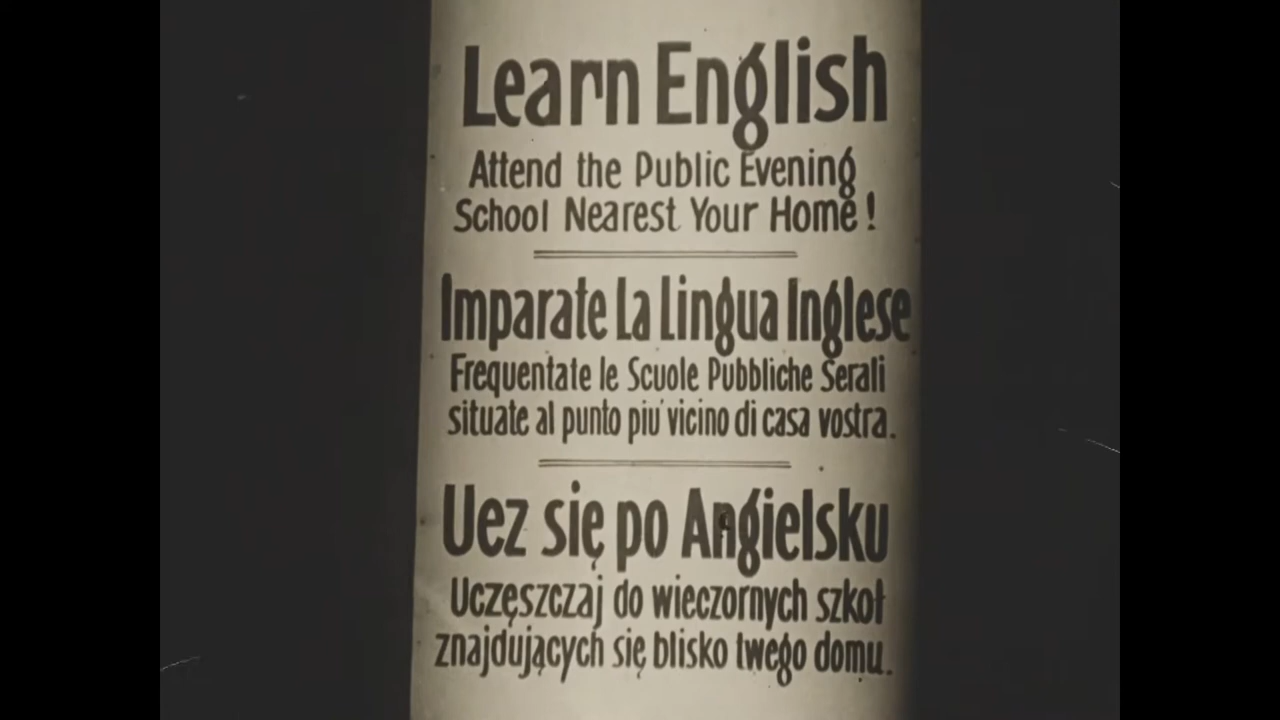 Learn English
Attend the Public Evening
School Nearest Your Home!
Imparate La Lingua Inglese
Frequentate le Scuole Pubbliche Serali
situate al punto piu' vicino di casa vostra.
Uez się po Angielsku
Uczęszczaj do wieczornych szkoł
znajdujących się blisko twego domu.